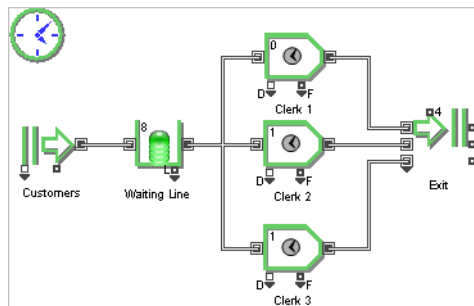 0
D F
Clerk 1
8
L
1
D F
Clerk 2
4
Customers
Waiting Line
Exit
1
D F
Clerk 3